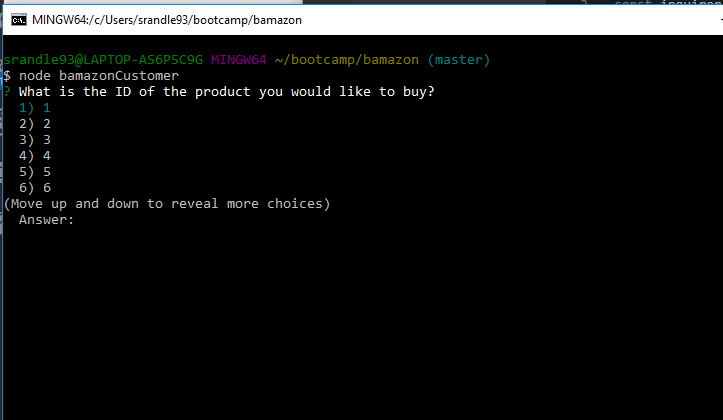 MINGW64:/c/Users/srandle93/bootcamp/bamazon
srandle93@LAPTOP-AS6P5C9G MINGW64 ~/bootcamp/bamazon (master)
$ node bamazonCustomer
? What is the ID of the product you would like to buy?
1) 1
2) 2
3) 3
4) 4
5) 5
6) 6
(Move up and down to reveal more choices)
Answer: